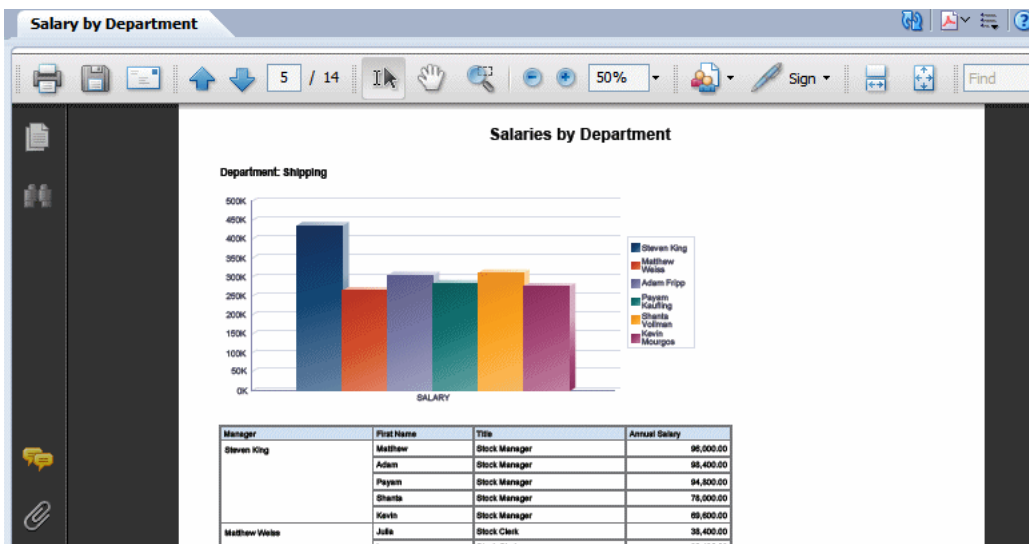 Salary by Department
5 / 14 50% Sign Find
Salaries by Department
Department: Shipping
500K
450K
400K
350K
300K
250K
200K
150K
100K
50K
0K
SALARY
Steven King
Matthew
Weiss
Adam Fripp
Payam
Kaufling
Shanta
Vollman
Kevin
Mourgos
Manager First Name Title Annual Salary
Steven King Matthew Stock Manager 96,000.00
Adam Stock Manager 98,400.00
Payam Stock Manager 94,800.00
Shanta Stock Manager 78,000.00
Kevin Stock Manager 69,600.00
Matthew Weiss Julia Stock Clerk 38,400.00